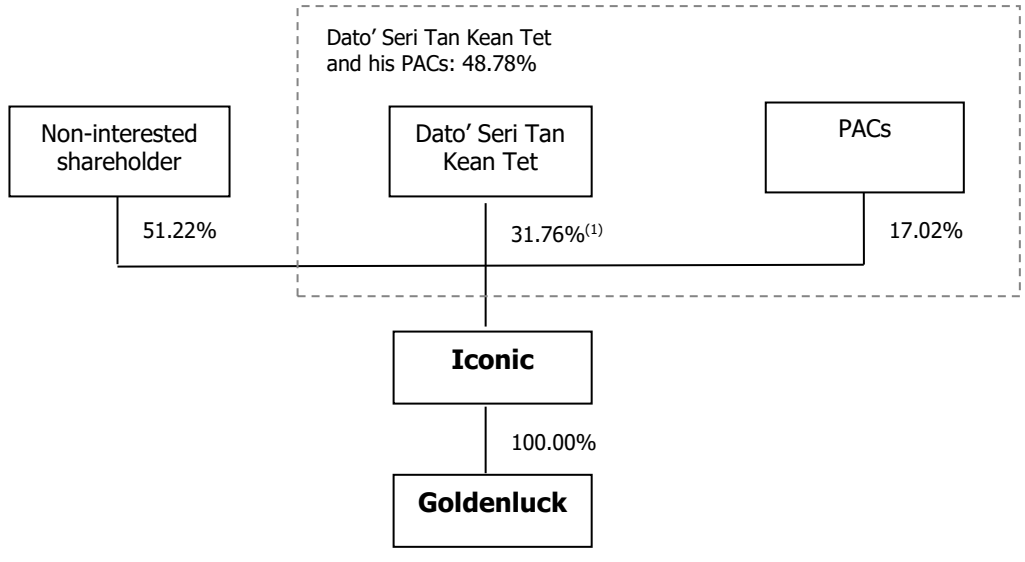 Dato’ Seri Tan Kean Tet
and his PACs: 48.78%
Non-interested
shareholder
Dato’ Seri Tan
Kean Tet
PACs
51.22%
31.76%(1)
17.02%
Iconic
100.00%
Goldenluck